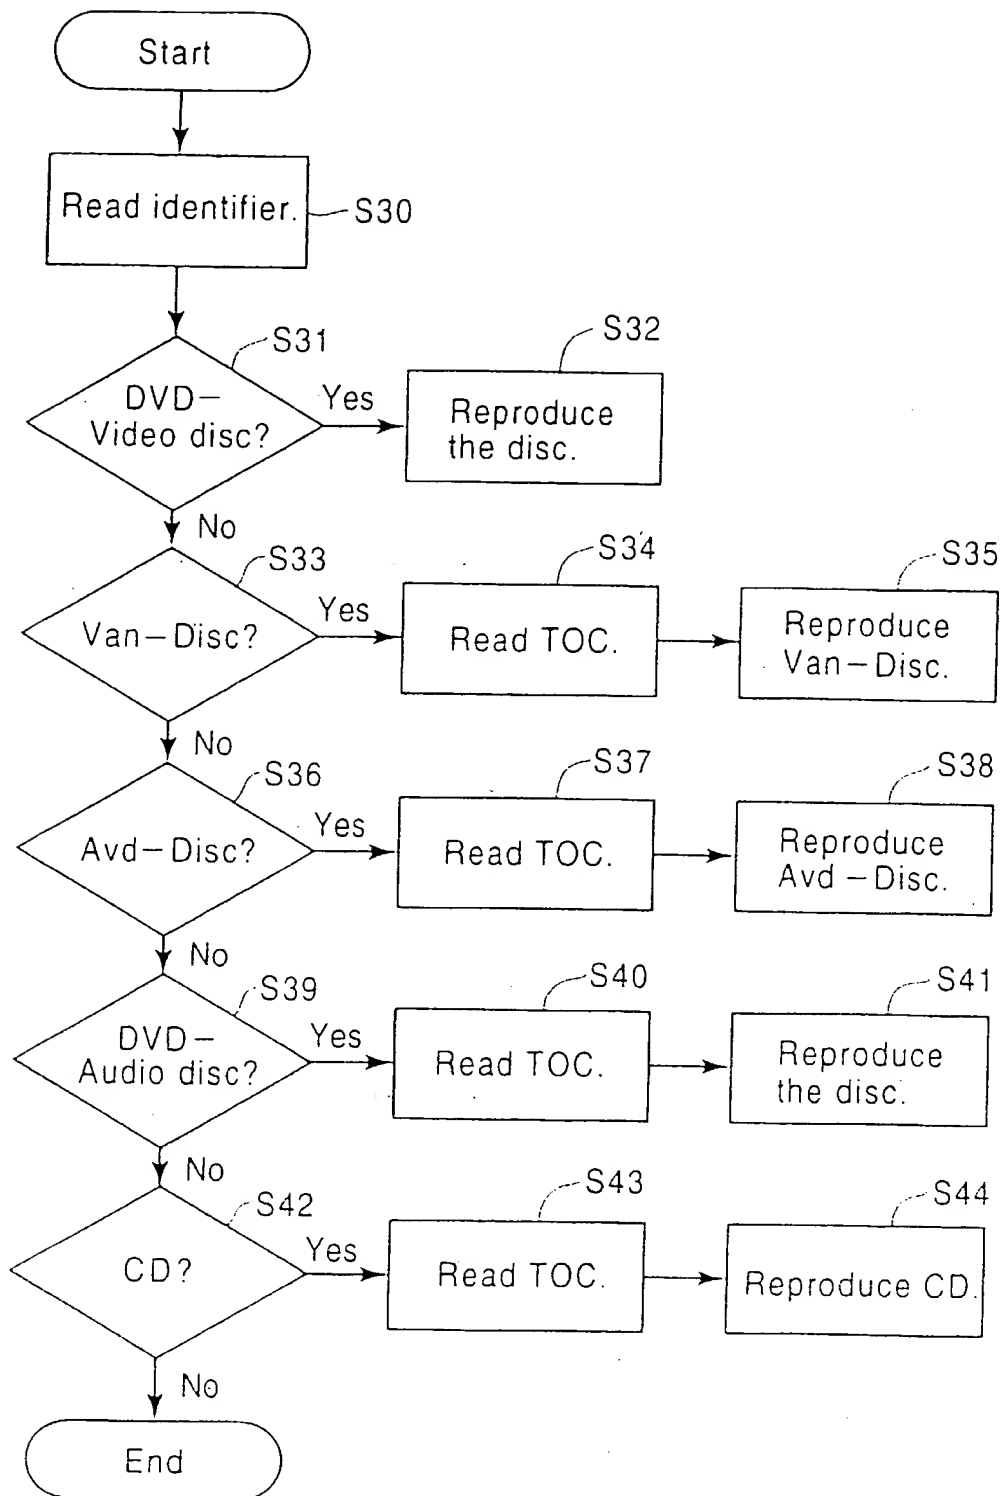 Start
Read identifier.
S30
S31
DVD–
Video disc?
Yes
S32
Reproduce
the disc.
No
S33
Van–Disc?
Yes
S34
Read TOC.
S35
Reproduce
Van–Disc.
No
S36
Avd–Disc?
Yes
S37
Read TOC.
S38
Reproduce
Avd –Disc.
No
S39
DVD–
Audio disc?
Yes
S40
Read TOC.
S41
Reproduce
the disc.
No
S42
CD?
Yes
S43
Read TOC.
S44
Reproduce CD.
No
End